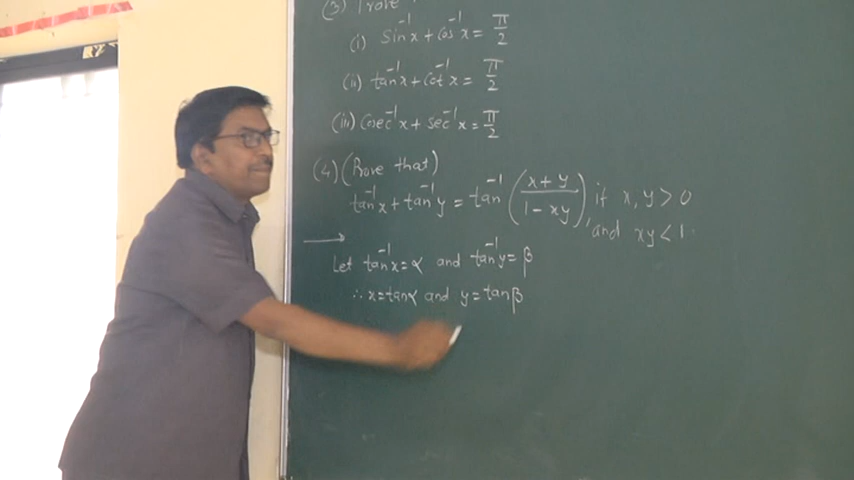 (3) Prove
(i) sin⁻¹x + cos⁻¹x = π/2
(ii) tan⁻¹x + cot⁻¹x = π/2
(iii) cosec⁻¹x + sec⁻¹x = π/2
(4) (Prove that)
tan⁻¹x + tan⁻¹y = tan⁻¹((x + y)/(1 - xy)), if x, y > 0
and xy < 1.
→
Let tan⁻¹x = α and tan⁻¹y = β
∴ x = tanα and y = tanβ